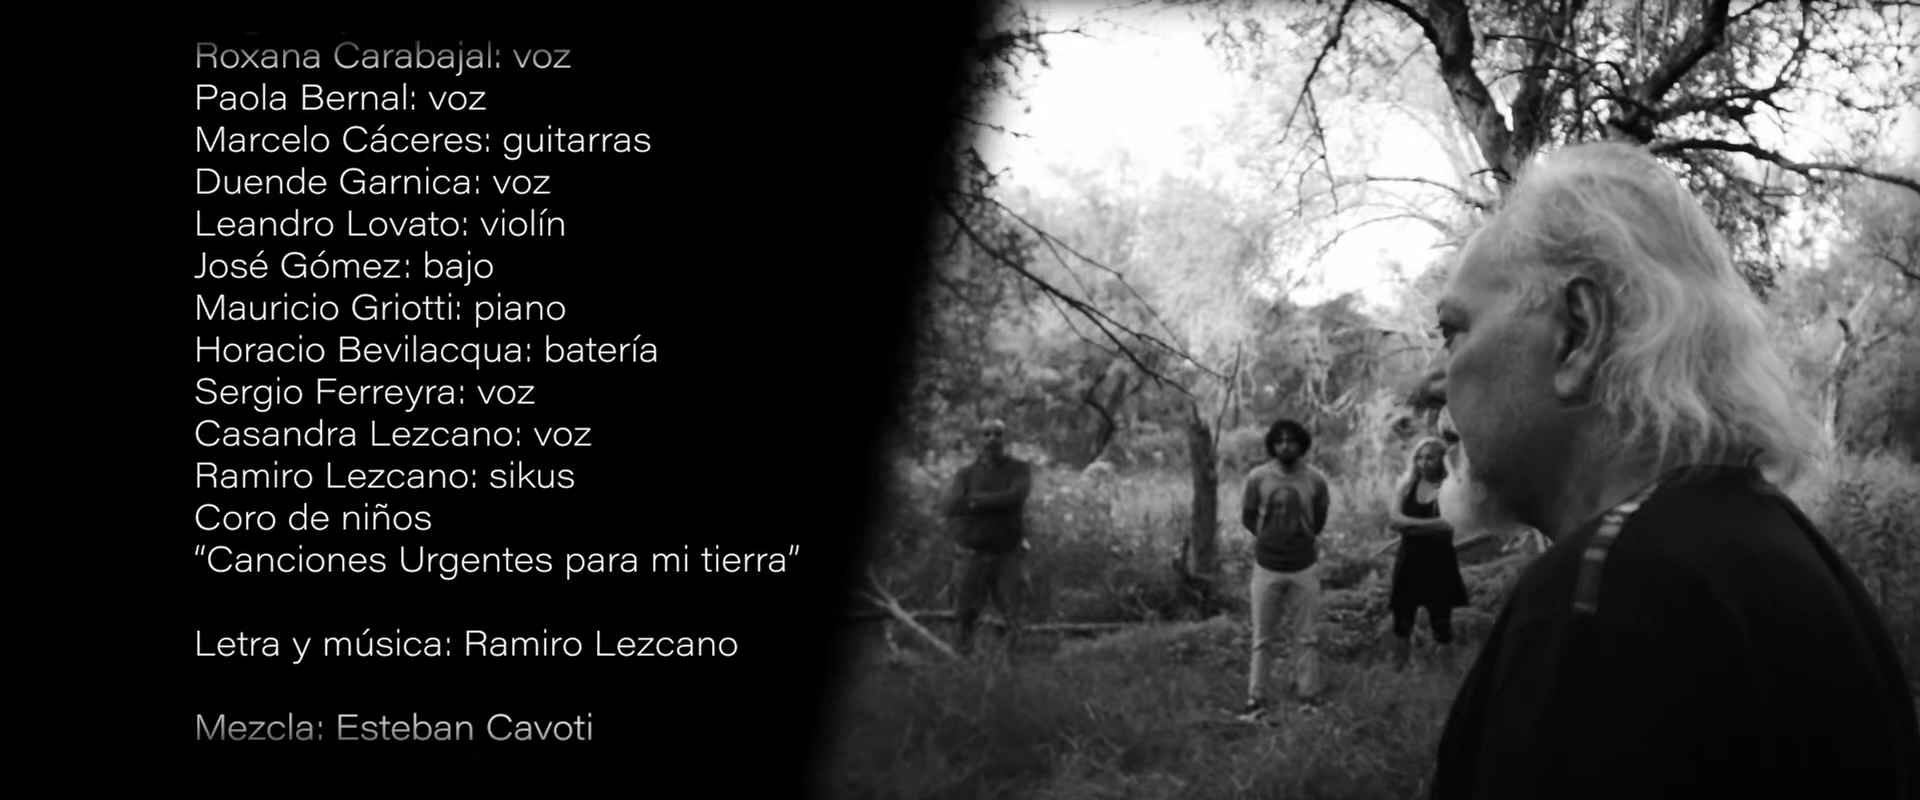 Roxana Carabajal: voz
Paola Bernal: voz
Marcelo Cáceres: guitarras
Duende Garnica: voz
Leandro Lovato: violín
José Gómez: bajo
Mauricio Griotti: piano
Horacio Bevilacqua: batería
Sergio Ferreyra: voz
Casandra Lezcano: voz
Ramiro Lezcano: sikus
Coro de niños
“Canciones Urgentes para mi tierra”
Letra y música: Ramiro Lezcano
Mezcla: Esteban Cavoti